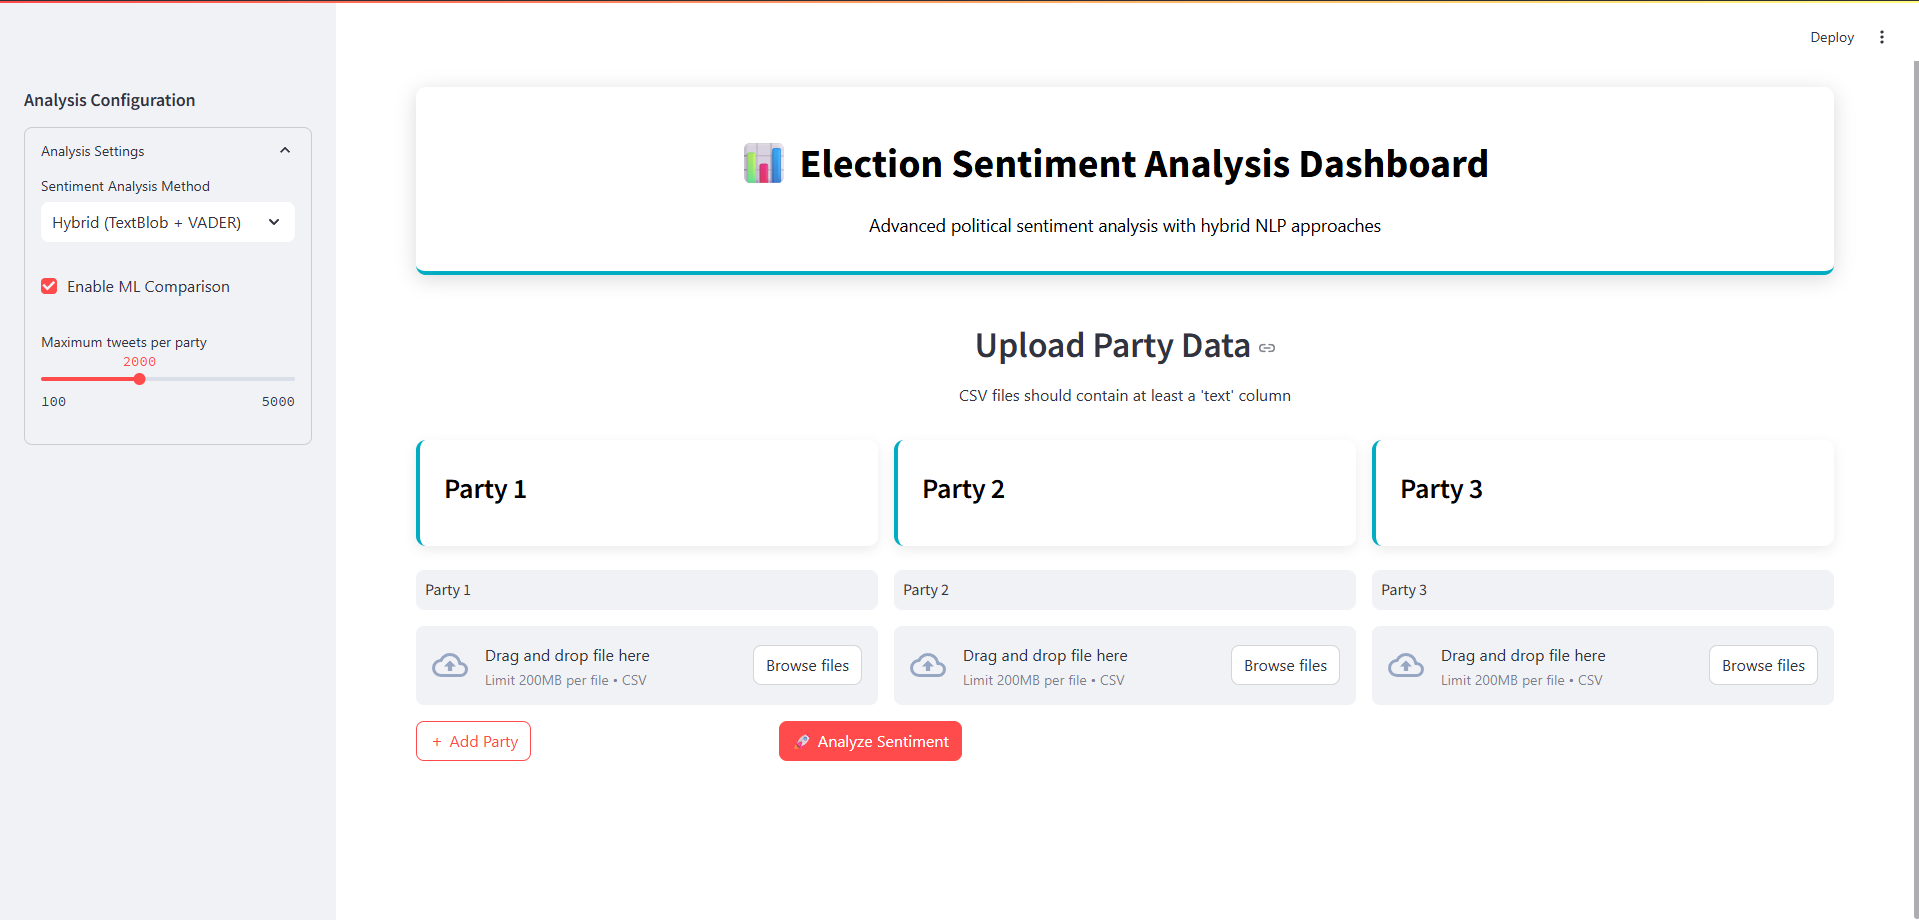 Deploy
Analysis Configuration
Analysis Settings
Sentiment Analysis Method
Hybrid (TextBlob + VADER)
Enable ML Comparison
Maximum tweets per party
2000
100 5000
Election Sentiment Analysis Dashboard
Advanced political sentiment analysis with hybrid NLP approaches
Upload Party Data
CSV files should contain at least a 'text' column
Party 1 Party 2 Party 3
Party 1 Party 2 Party 3
Drag and drop file here
Limit 200MB per file • CSV
Browse files
Drag and drop file here
Limit 200MB per file • CSV
Browse files
Drag and drop file here
Limit 200MB per file • CSV
Browse files
+ Add Party
Analyze Sentiment